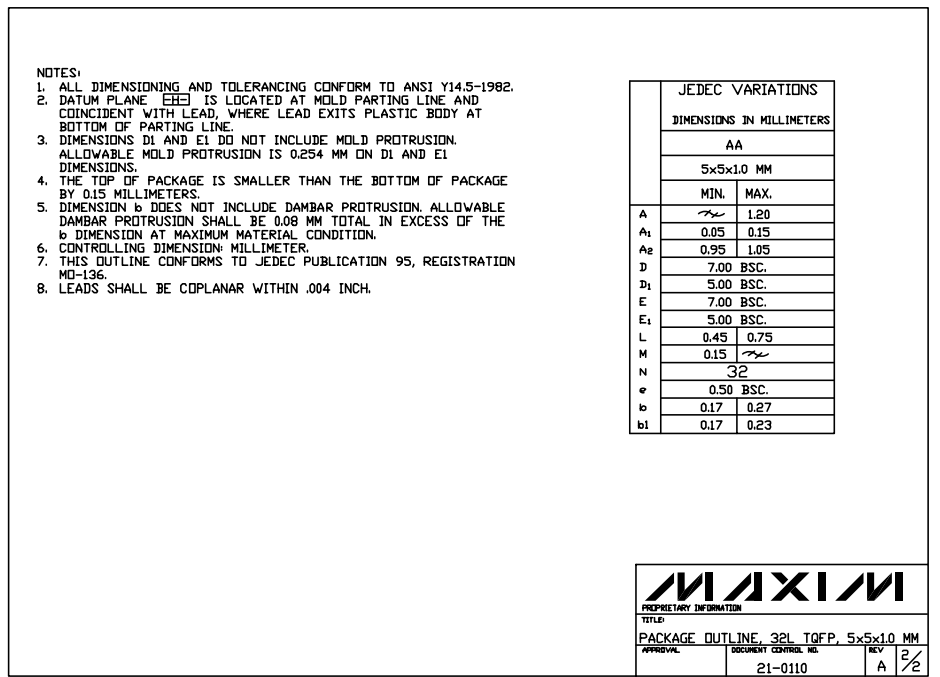 NOTES:
1. ALL DIMENSIONING AND TOLERANCING CONFORM TO ANSI Y14.5-1982.
2. DATUM PLANE -H- IS LOCATED AT MOLD PARTING LINE AND
COINCIDENT WITH LEAD, WHERE LEAD EXITS PLASTIC BODY AT
BOTTOM OF PARTING LINE.
3. DIMENSIONS D1 AND E1 DO NOT INCLUDE MOLD PROTRUSION.
ALLOWABLE MOLD PROTRUSION IS 0.254 MM ON D1 AND E1
DIMENSIONS.
4. THE TOP OF PACKAGE IS SMALLER THAN THE BOTTOM OF PACKAGE
BY 0.15 MILLIMETERS.
5. DIMENSION b DOES NOT INCLUDE DAMBAR PROTRUSION. ALLOWABLE
DAMBAR PROTRUSION SHALL BE 0.08 MM TOTAL IN EXCESS OF THE
b DIMENSION AT MAXIMUM MATERIAL CONDITION.
6. CONTROLLING DIMENSION: MILLIMETER.
7. THIS OUTLINE CONFORMS TO JEDEC PUBLICATION 95, REGISTRATION
MO-136.
8. LEADS SHALL BE COPLANAR WITHIN .004 INCH.
JEDEC VARIATIONS
DIMENSIONS IN MILLIMETERS
AA
5x5x1.0 MM
MIN. MAX.
A 1.20
A1 0.05 0.15
A2 0.95 1.05
D 7.00 BSC.
D1 5.00 BSC.
E 7.00 BSC.
E1 5.00 BSC.
L 0.45 0.75
M 0.15
N 32
e 0.50 BSC.
b 0.17 0.27
b1 0.17 0.23
MAXIM
PROPRIETARY INFORMATION
TITLE:
PACKAGE OUTLINE, 32L TQFP, 5x5x1.0 MM
APPROVAL DOCUMENT CONTROL NO. REV
21-0110 A 2/2